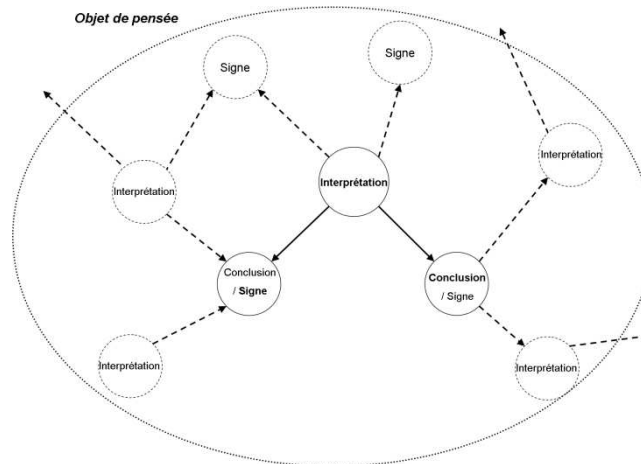 Objet de pensée
Signe
Signe
Interprétation
Interprétation
Interprétation
Conclusion
/ Signe
Conclusion
/ Signe
Interprétation
Interprétation